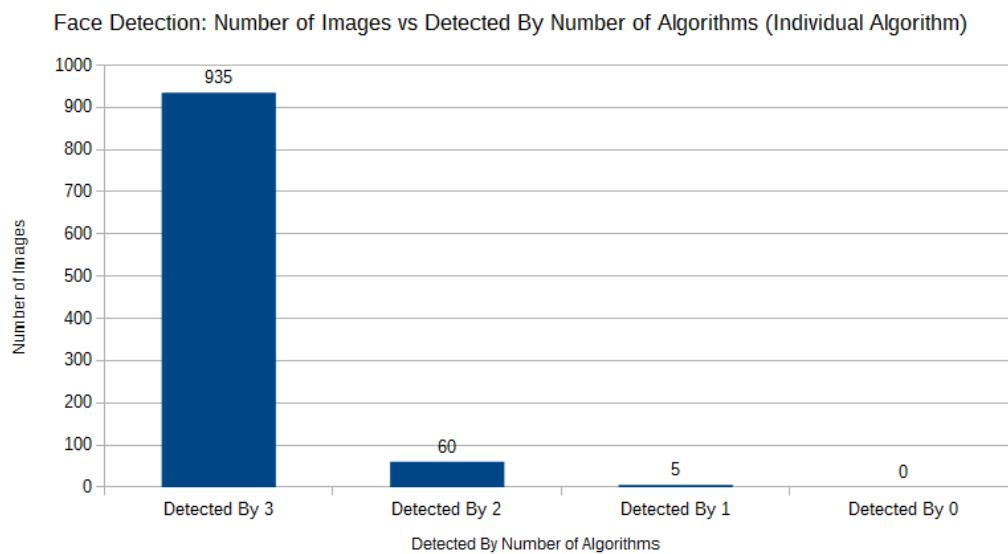 Face Detection: Number of Images vs Detected By Number of Algorithms (Individual Algorithm)
Number of Images
1000
900
800
700
600
500
400
300
200
100
0
935
60
5
0
Detected By 3
Detected By 2
Detected By 1
Detected By 0
Detected By Number of Algorithms